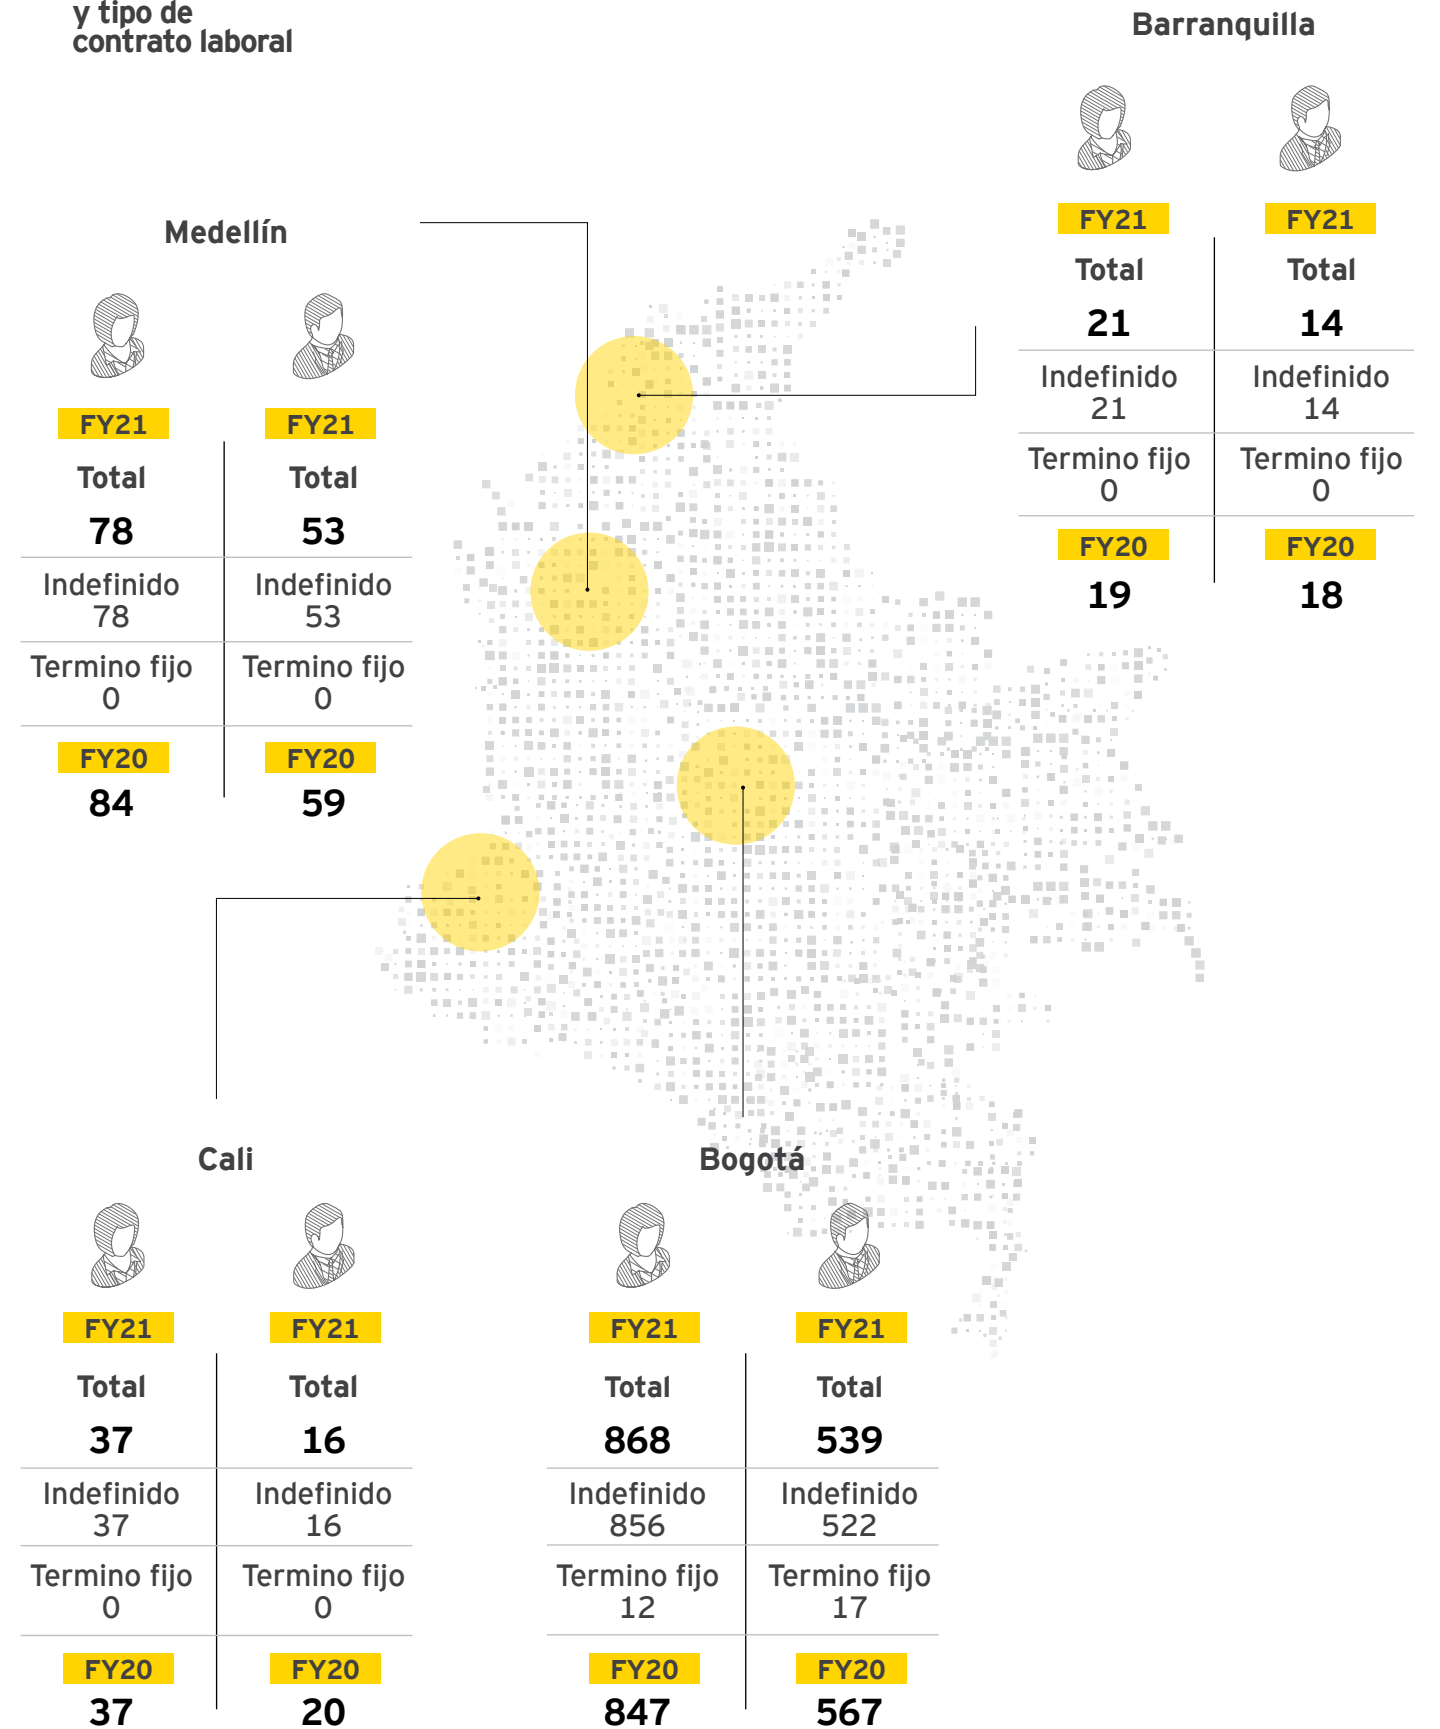 y tipo de
contrato laboral
Barranquilla
FY21 FY21
Total Total
21 14
Indefinido Indefinido
21 14
Termino fijo Termino fijo
0 0
FY20 FY20
19 18
Medellín
FY21 FY21
Total Total
78 53
Indefinido Indefinido
78 53
Termino fijo Termino fijo
0 0
FY20 FY20
84 59
Cali
FY21 FY21
Total Total
37 16
Indefinido Indefinido
37 16
Termino fijo Termino fijo
0 0
FY20 FY20
37 20
Bogotá
FY21 FY21
Total Total
868 539
Indefinido Indefinido
856 522
Termino fijo Termino fijo
12 17
FY20 FY20
847 567